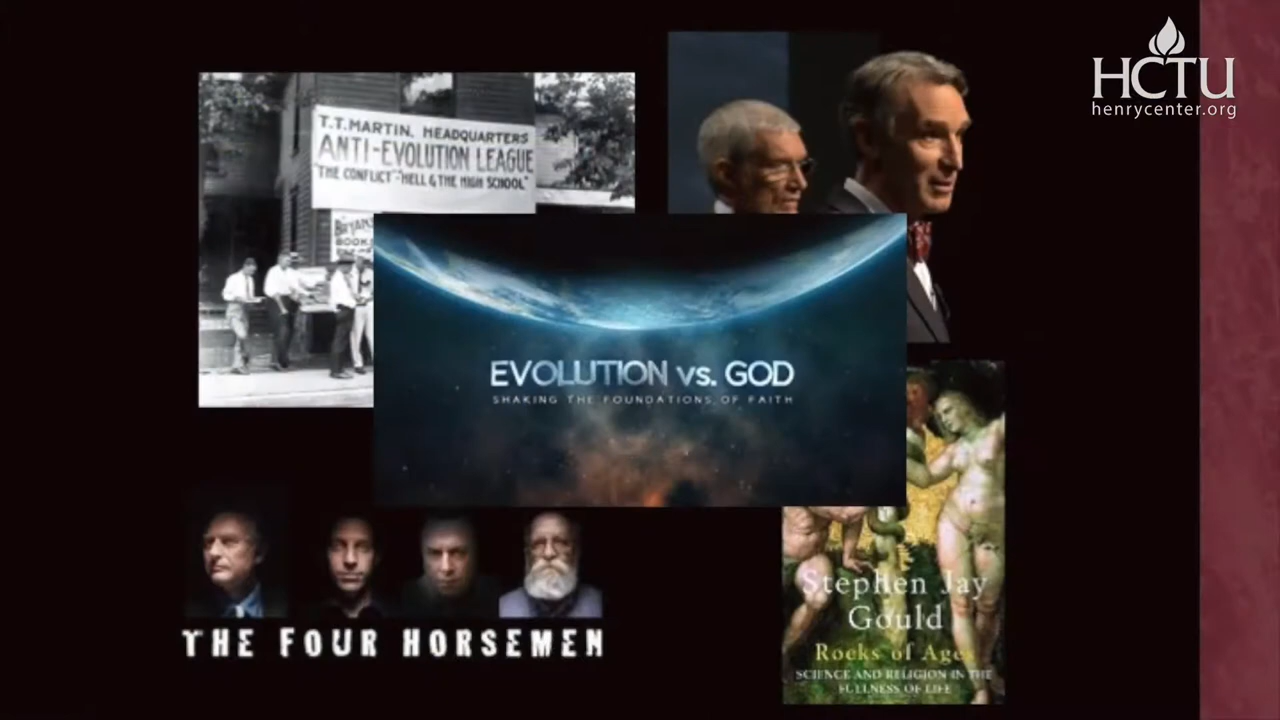 HCTU
henrycenter.org
T.T. MARTIN, HEADQUARTERS
ANTI-EVOLUTION LEAGUE
"THE CONFLICT"-"HELL & THE HIGH SCHOOL"
BRYAN'S
BOOKS
EVOLUTION vs. GOD
SHAKING THE FOUNDATIONS OF FAITH
THE FOUR HORSEMEN
Stephen Jay
Gould
Rocks of Ages
SCIENCE AND RELIGION IN THE
FULLNESS OF LIFE